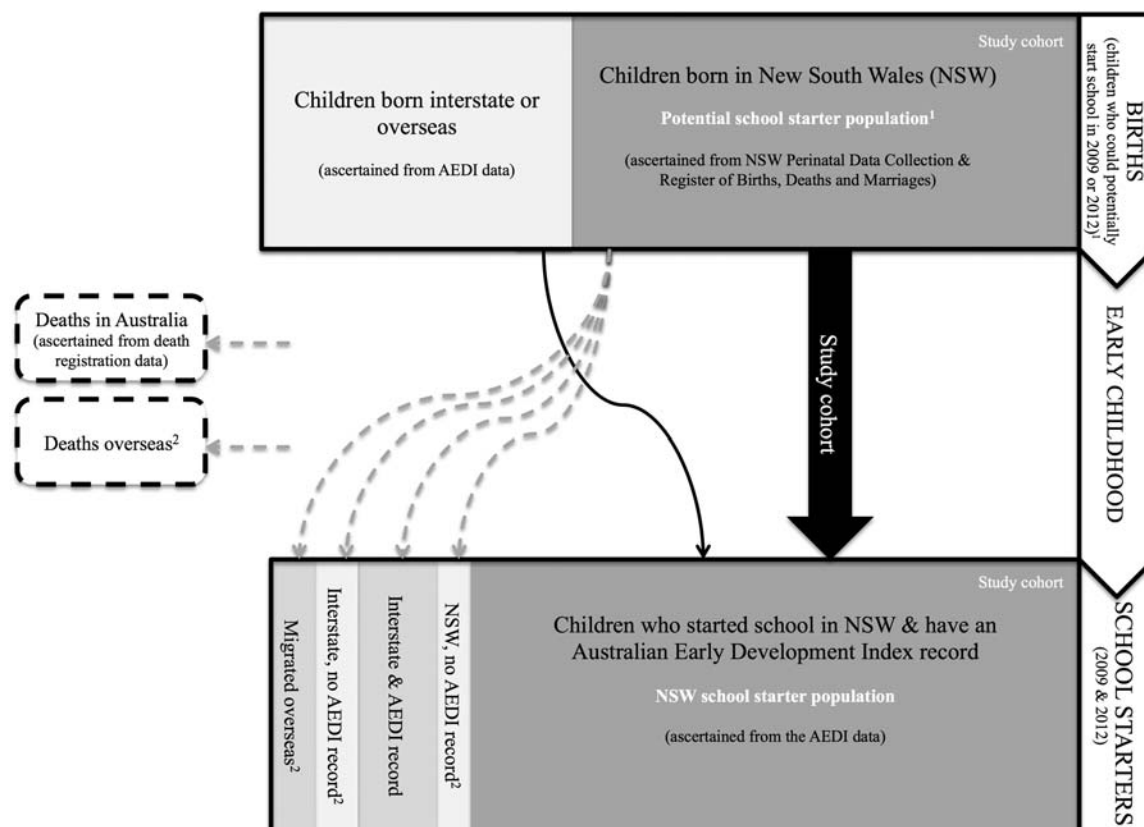 Study cohort
Children born interstate or
overseas
(ascertained from AEDI data)
Children born in New South Wales (NSW)
Potential school starter population¹
(ascertained from NSW Perinatal Data Collection &
Register of Births, Deaths and Marriages)
BIRTHS
(children who could potentially
start school in 2009 or 2012)¹
Deaths in Australia
(ascertained from death
registration data)
Deaths overseas²
Study cohort
EARLY CHILDHOOD
Migrated overseas²
Interstate, no AEDI record²
Interstate & AEDI record
NSW, no AEDI record²
Study cohort
Children who started school in NSW & have an
Australian Early Development Index record
NSW school starter population
(ascertained from the AEDI data)
SCHOOL STARTERS
(2009 & 2012)